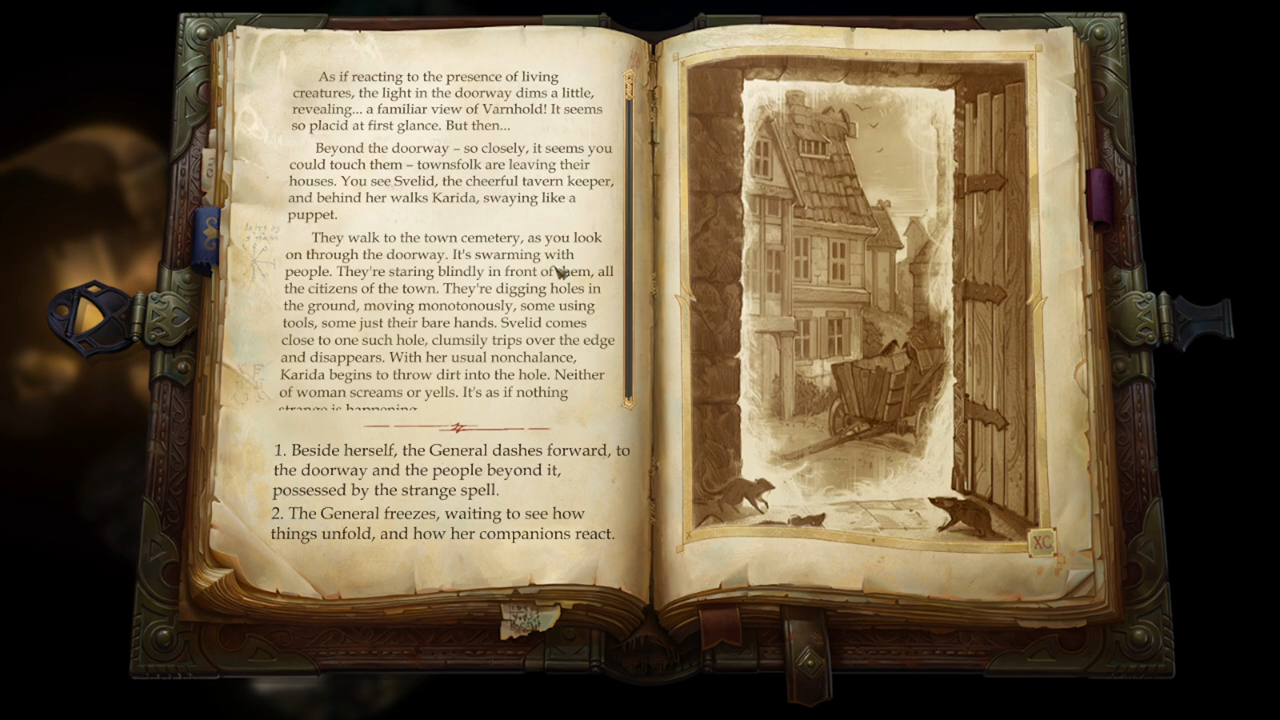 As if reacting to the presence of living
creatures, the light in the doorway dims a little,
revealing... a familiar view of Varnhold! It seems
so placid at first glance. But then...
Beyond the doorway – so closely, it seems you
could touch them – townsfolk are leaving their
houses. You see Svelid, the cheerful tavern keeper,
and behind her walks Karida, swaying like a
puppet.
They walk to the town cemetery, as you look
on through the doorway. It's swarming with
people. They're staring blindly in front of them, all
the citizens of the town. They're digging holes in
the ground, moving monotonously, some using
tools, some just their bare hands. Svelid comes
close to one such hole, clumsily trips over the edge
and disappears. With her usual nonchalance,
Karida begins to throw dirt into the hole. Neither
of woman screams or yells. It's as if nothing
strange is happening.
1. Beside herself, the General dashes forward, to
the doorway and the people beyond it,
possessed by the strange spell.
2. The General freezes, waiting to see how
things unfold, and how her companions react.
XC